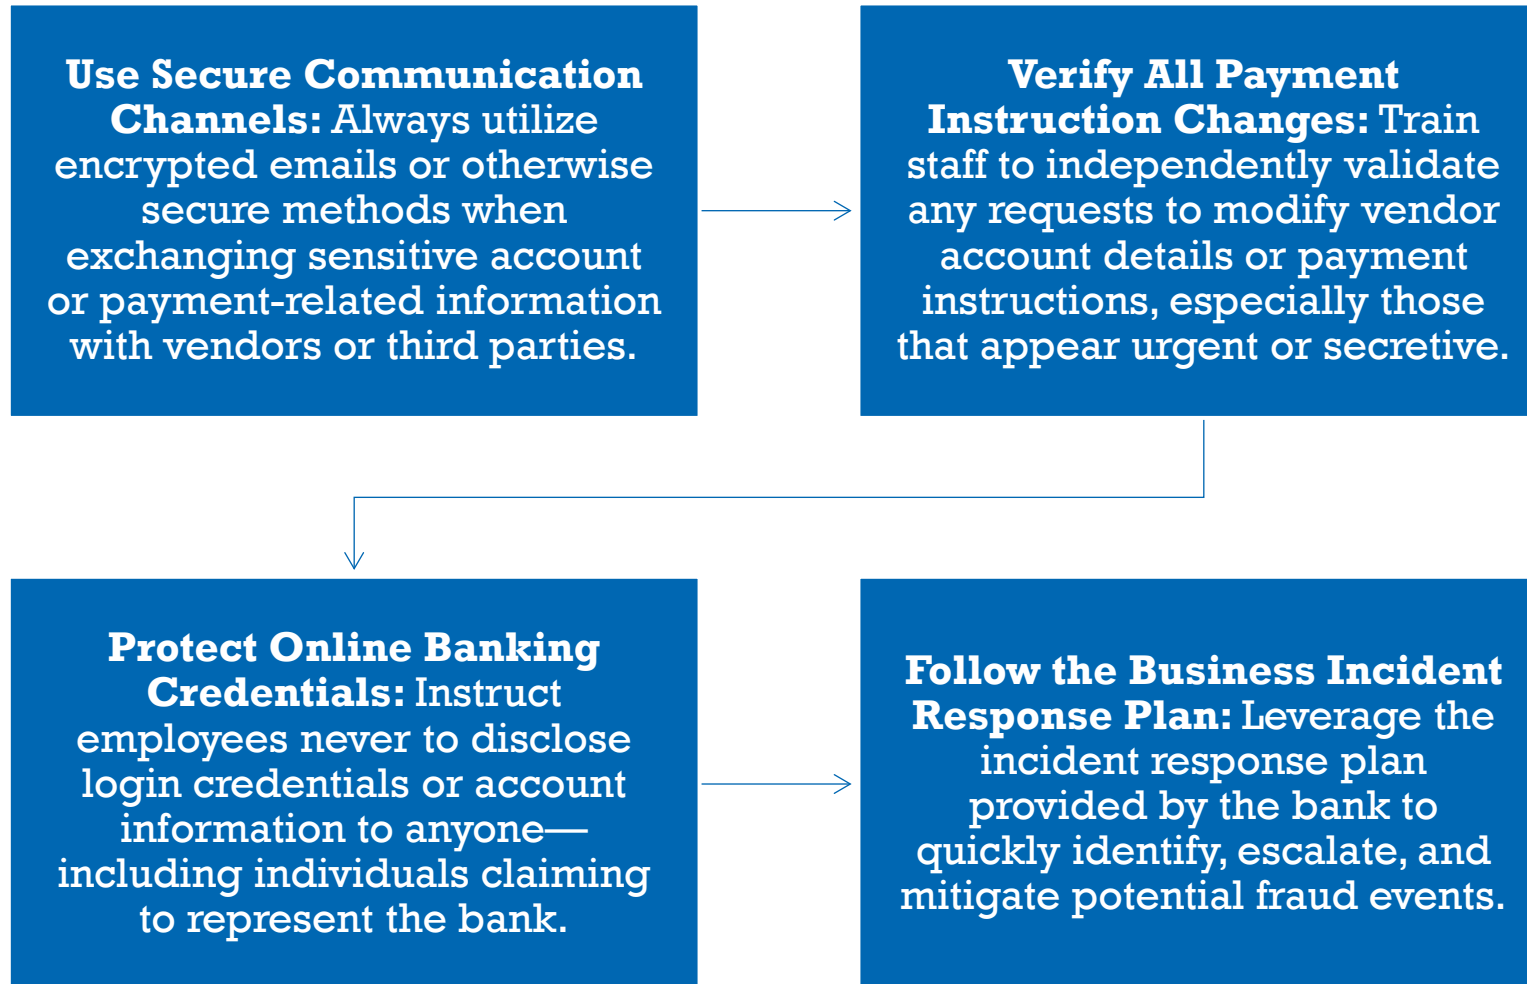 Use Secure Communication
Channels: Always utilize
encrypted emails or otherwise
secure methods when
exchanging sensitive account
or payment-related information
with vendors or third parties.
Verify All Payment
Instruction Changes: Train
staff to independently validate
any requests to modify vendor
account details or payment
instructions, especially those
that appear urgent or secretive.
Protect Online Banking
Credentials: Instruct
employees never to disclose
login credentials or account
information to anyone—
including individuals claiming
to represent the bank.
Follow the Business Incident
Response Plan: Leverage the
incident response plan
provided by the bank to
quickly identify, escalate, and
mitigate potential fraud events.